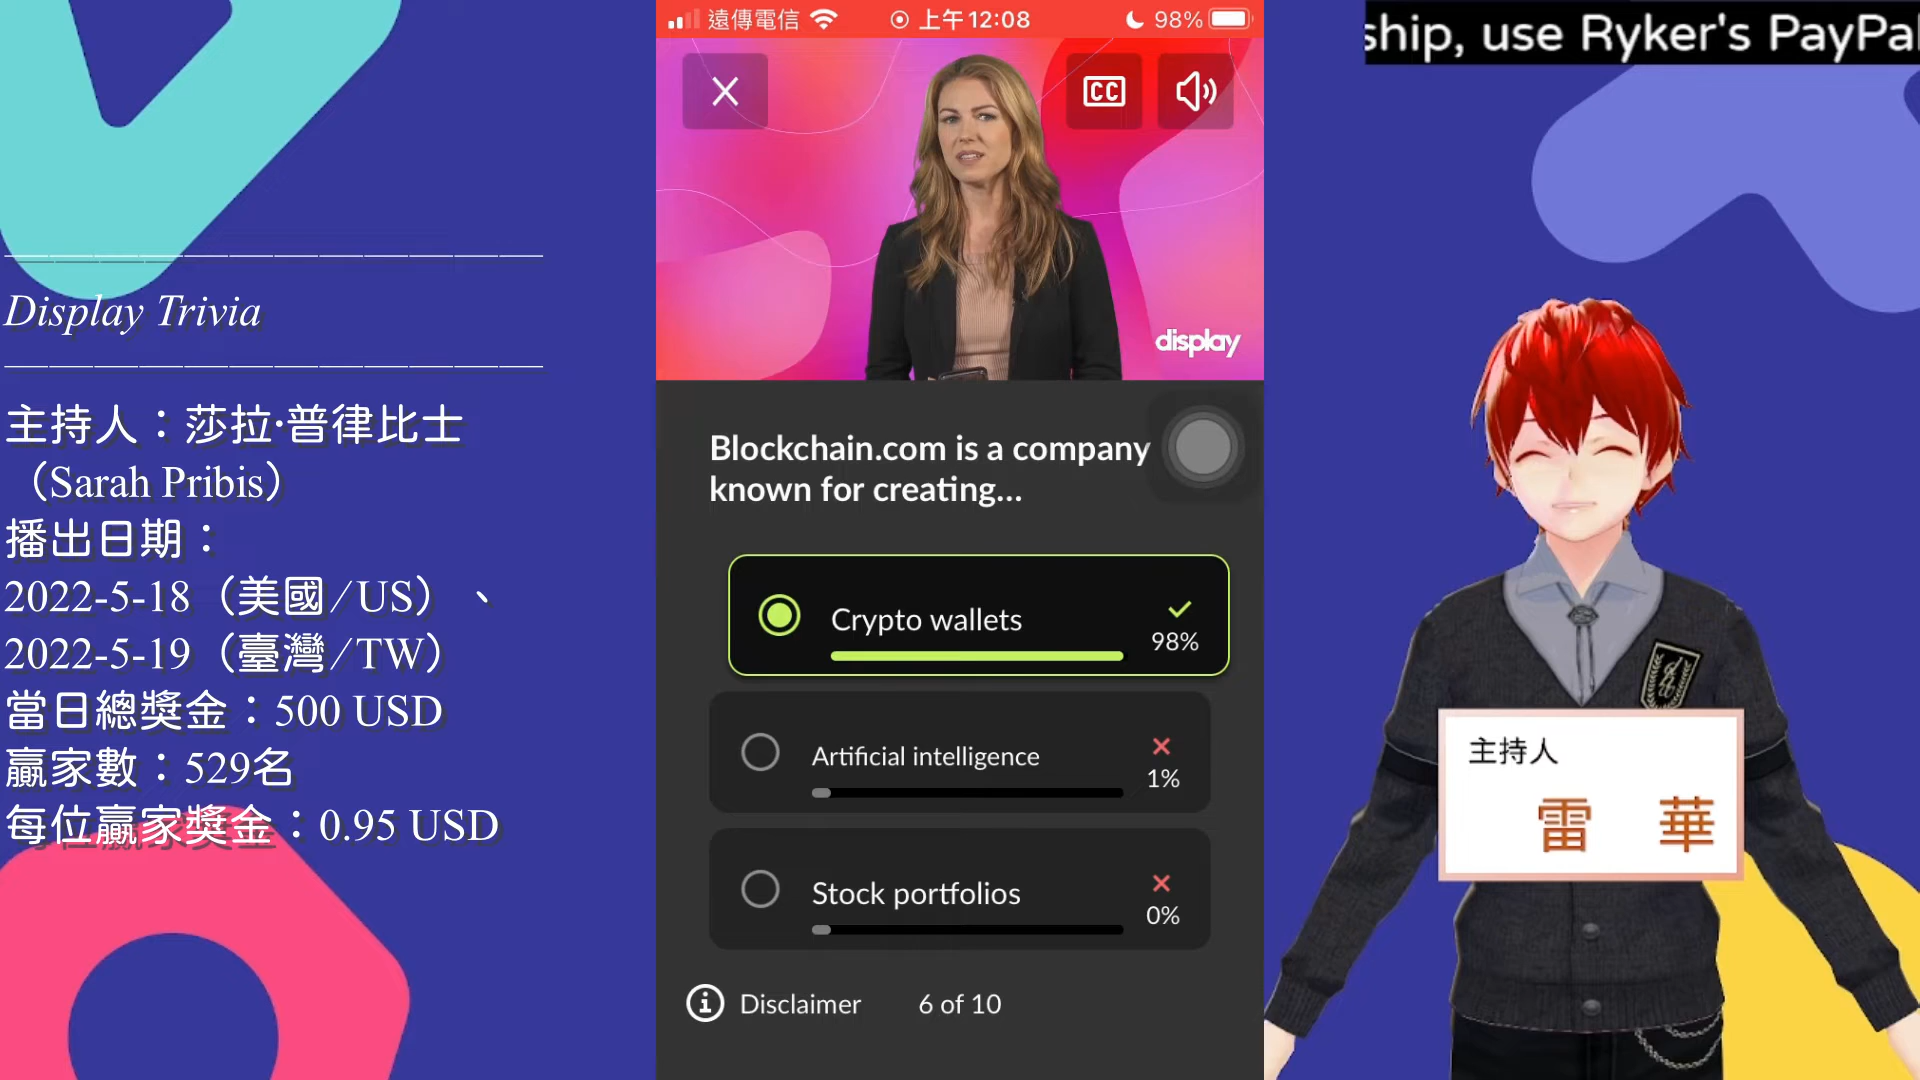 遠傳電信 上午12:08 98%
ship, use Ryker's PayPal
CC
display
Display Trivia
主持人：莎拉·普律比士
（Sarah Pribis）
播出日期：
2022-5-18（美國/US）、
2022-5-19（臺灣/TW）
當日總獎金：500 USD
贏家數：529名
每位贏家獎金：0.95 USD
Blockchain.com is a company
known for creating...
Crypto wallets
98%
Artificial intelligence
1%
Stock portfolios
0%
Disclaimer 6 of 10
主持人
雷 華